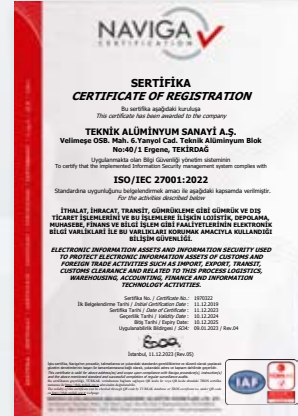 NAVIGA
CERTIFICATION
SERTİFİKA
CERTIFICATE OF REGISTRATION
Bu sertifika aşağıdaki kuruluşa
This certificate has been awarded to the company
TEKNİK ALÜMİNYUM SANAYİ A.Ş.
Velimeşe OSB. Mah. 6.Yanyol Cad. Teknik Alüminyum Blok
No:40/1 Ergene, TEKİRDAĞ
Uygulanmakta olan Bilgi Güvenliği yönetim sisteminin
To certify that the implemented Information Security management system complies with
ISO/IEC 27001:2022
Standardına uygunluğunu belgelendirmek amacı ile aşağıdaki kapsamda verilmiştir.
For the activities described below
İTHALAT, İHRACAT, TRANSİT, GÜMRÜKLEME GİBİ GÜMRÜK VE DIŞ
TİCARET İŞLEMLERİNİ VE BU İŞLEMLERE İLİŞKİN LOJİSTİK, DEPOLAMA,
MUHASEBE, FİNANS VE BİLGİ İŞLEM GİBİ FAALİYETLERİNİN ELEKTRONİK
BİLGİ VARLIKLARI İLE BU VARLIKLARI KORUMAK AMACIYLA KULLANDIĞI
BİLİŞİM GÜVENLİĞİ.
ELECTRONIC INFORMATION ASSETS AND INFORMATION SECURITY USED
TO PROTECT ELECTRONIC INFORMATION ASSETS OF CUSTOMS AND
FOREIGN TRADE ACTIVITIES SUCH AS IMPORT, EXPORT, TRANSIT,
CUSTOMS CLEARANCE AND RELATED TO THIS PROCESS LOGISTICS,
WAREHOUSING, ACCOUNTING, FINANCE AND INFORMATION
TECHNOLOGY ACTIVITIES.
Sertifika No. / Certificate No.: 1970322
İlk Belgelendirme Tarihi / Initial Certification Date : 11.12.2019
Sertifika Tarihi / Date of Certificate : 11.12.2023
Geçerlilik Tarihi / Validity Date : 10.12.2024
Bitiş Tarihi / Expiry Date : 10.12.2025
Uygulanabilirlik Bildirgesi / SOA: 09.01.2023 / Rev.04
İstanbul, 11.12.2023 (Rev.05)
IAF